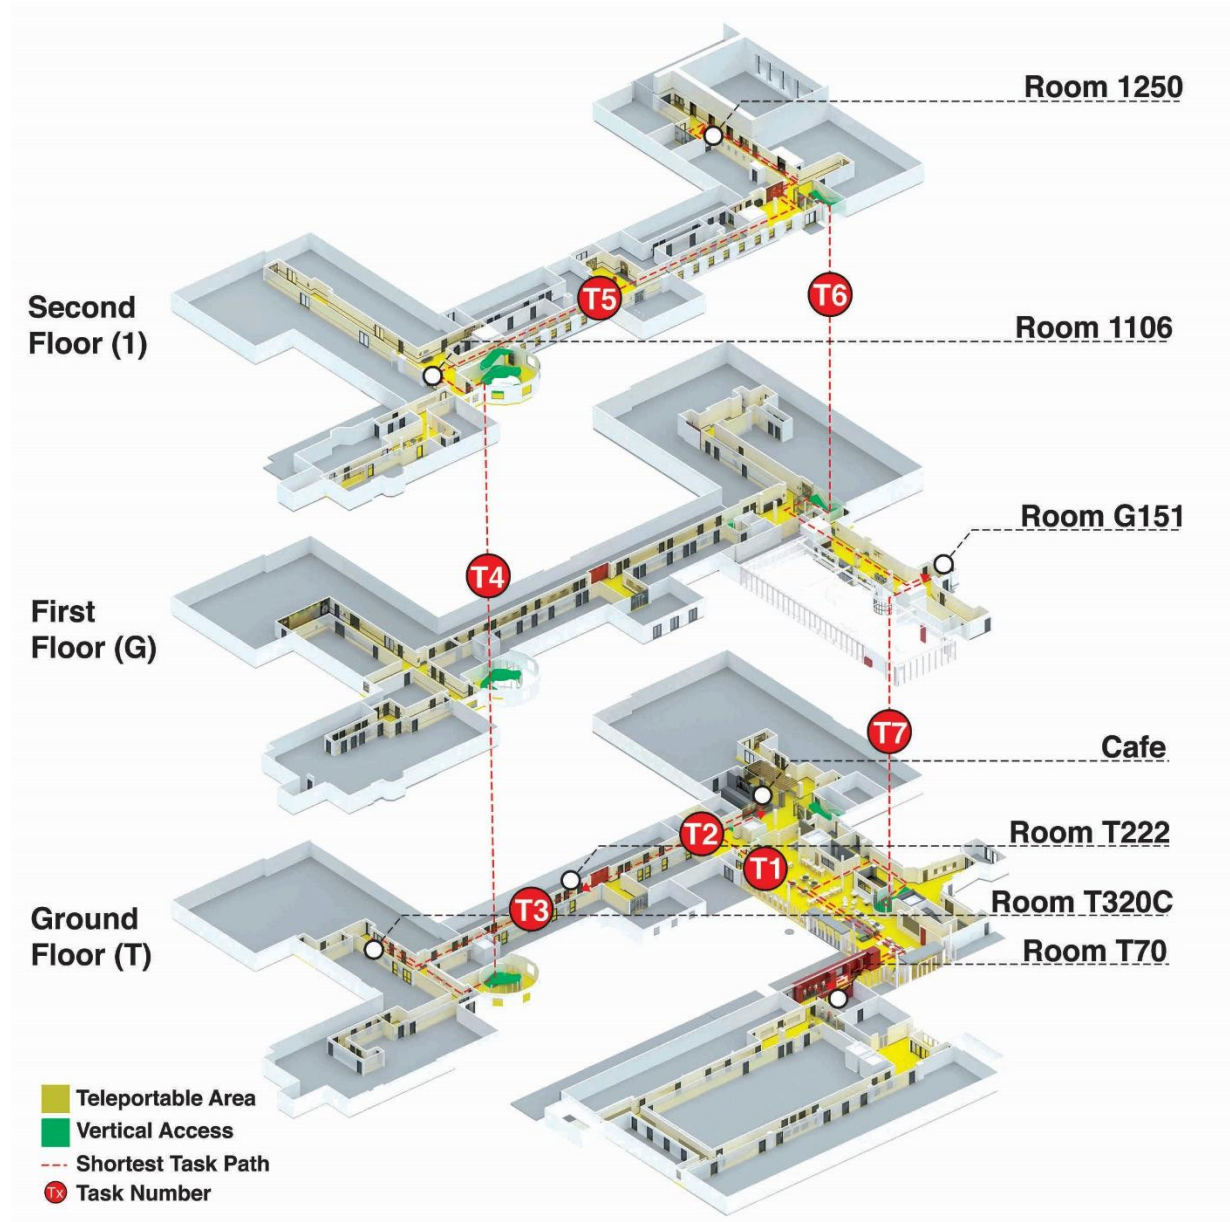 Room 1250
T6
T5
Second
Floor (1)
Room 1106
Room G151
T4
First
Floor (G)
T7
Cafe
T2
Room T222
T1
T3
Room T320C
Ground
Floor (T)
Room T70
Teleportable Area
Vertical Access
Shortest Task Path
Tx Task Number